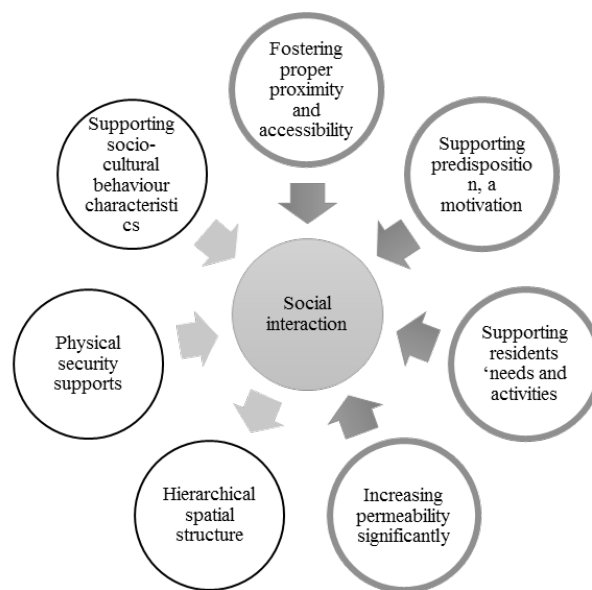 Fostering
proper
proximity
and
accessibility
Supporting
predispositio
n, a
motivation
Supporting
residents
‘needs and
activities
Increasing
permeability
significantly
Hierarchical
spatial
structure
Physical
security
supports
Supporting
socio-
cultural
behaviour
characteristi
cs
Social
interaction